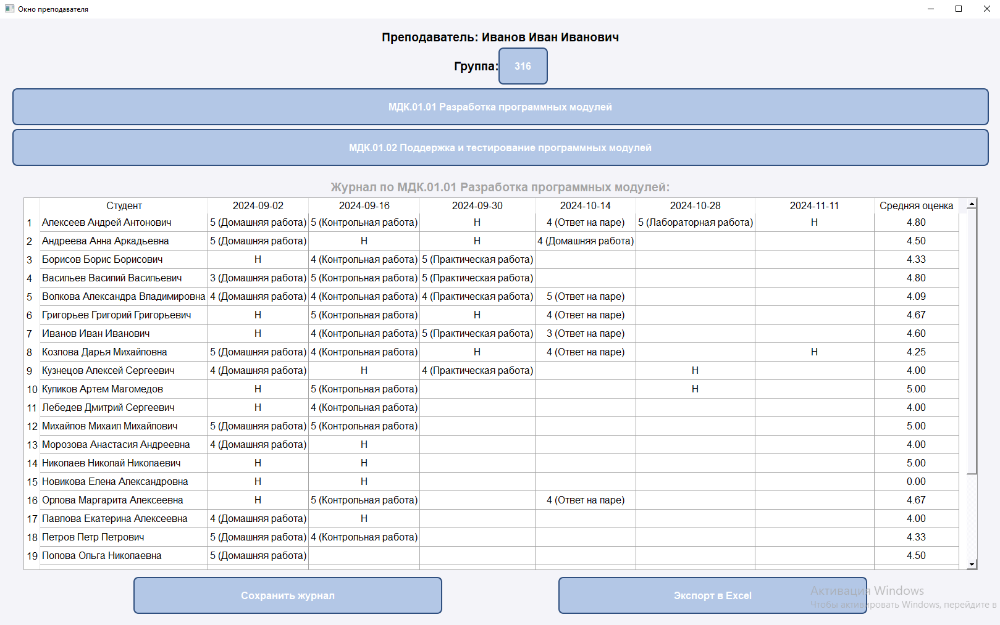 Окно преподавателя
Преподаватель: Иванов Иван Иванович
Группа: 316
МДК.01.01 Разработка программных модулей
МДК.01.02 Поддержка и тестирование программных модулей
Журнал по МДК.01.01 Разработка программных модулей:
Студент 2024-09-02 2024-09-16 2024-09-30 2024-10-14 2024-10-28 2024-11-11 Средняя оценка
1 Алексеев Андрей Антонович 5 (Домашняя работа) 5 (Контрольная работа) Н 4 (Ответ на паре) 5 (Лабораторная работа) Н 4.80
2 Андреева Анна Аркадьевна 5 (Домашняя работа) Н Н 4 (Домашняя работа) 4.50
3 Борисов Борис Борисович Н 4 (Контрольная работа) 5 (Практическая работа) 4.33
4 Васильев Василий Васильевич 3 (Домашняя работа) 5 (Контрольная работа) 5 (Практическая работа) 4.80
5 Волкова Александра Владимировна 4 (Домашняя работа) 4 (Контрольная работа) 4 (Практическая работа) 5 (Ответ на паре) 4.09
6 Григорьев Григорий Григорьевич Н 5 (Контрольная работа) Н 4 (Ответ на паре) 4.67
7 Иванов Иван Иванович Н 4 (Контрольная работа) 5 (Практическая работа) 3 (Ответ на паре) 4.60
8 Козлова Дарья Михайловна 5 (Домашняя работа) 4 (Контрольная работа) Н 4 (Ответ на паре) Н 4.25
9 Кузнецов Алексей Сергеевич 4 (Домашняя работа) Н 4 (Практическая работа) Н 4.00
10 Куликов Артем Магомедов Н 5 (Контрольная работа) Н 5.00
11 Лебедев Дмитрий Сергеевич Н 4 (Контрольная работа) 4.00
12 Михайлов Михаил Михайлович 5 (Домашняя работа) 5 (Контрольная работа) 5.00
13 Морозова Анастасия Андреевна 4 (Домашняя работа) Н 4.00
14 Николаев Николай Николаевич Н Н 5.00
15 Новикова Елена Александровна Н Н 0.00
16 Орлова Маргарита Алексеевна Н 5 (Контрольная работа) 4 (Ответ на паре) 4.67
17 Павлова Екатерина Алексеевна 4 (Домашняя работа) Н 4.00
18 Петров Петр Петрович 5 (Домашняя работа) 4 (Контрольная работа) 4.33
19 Попова Ольга Николаевна 5 (Домашняя работа) 4.50
Сохранить журнал Экспорт в Excel
Активация Windows
Чтобы активировать Windows, перейдите в